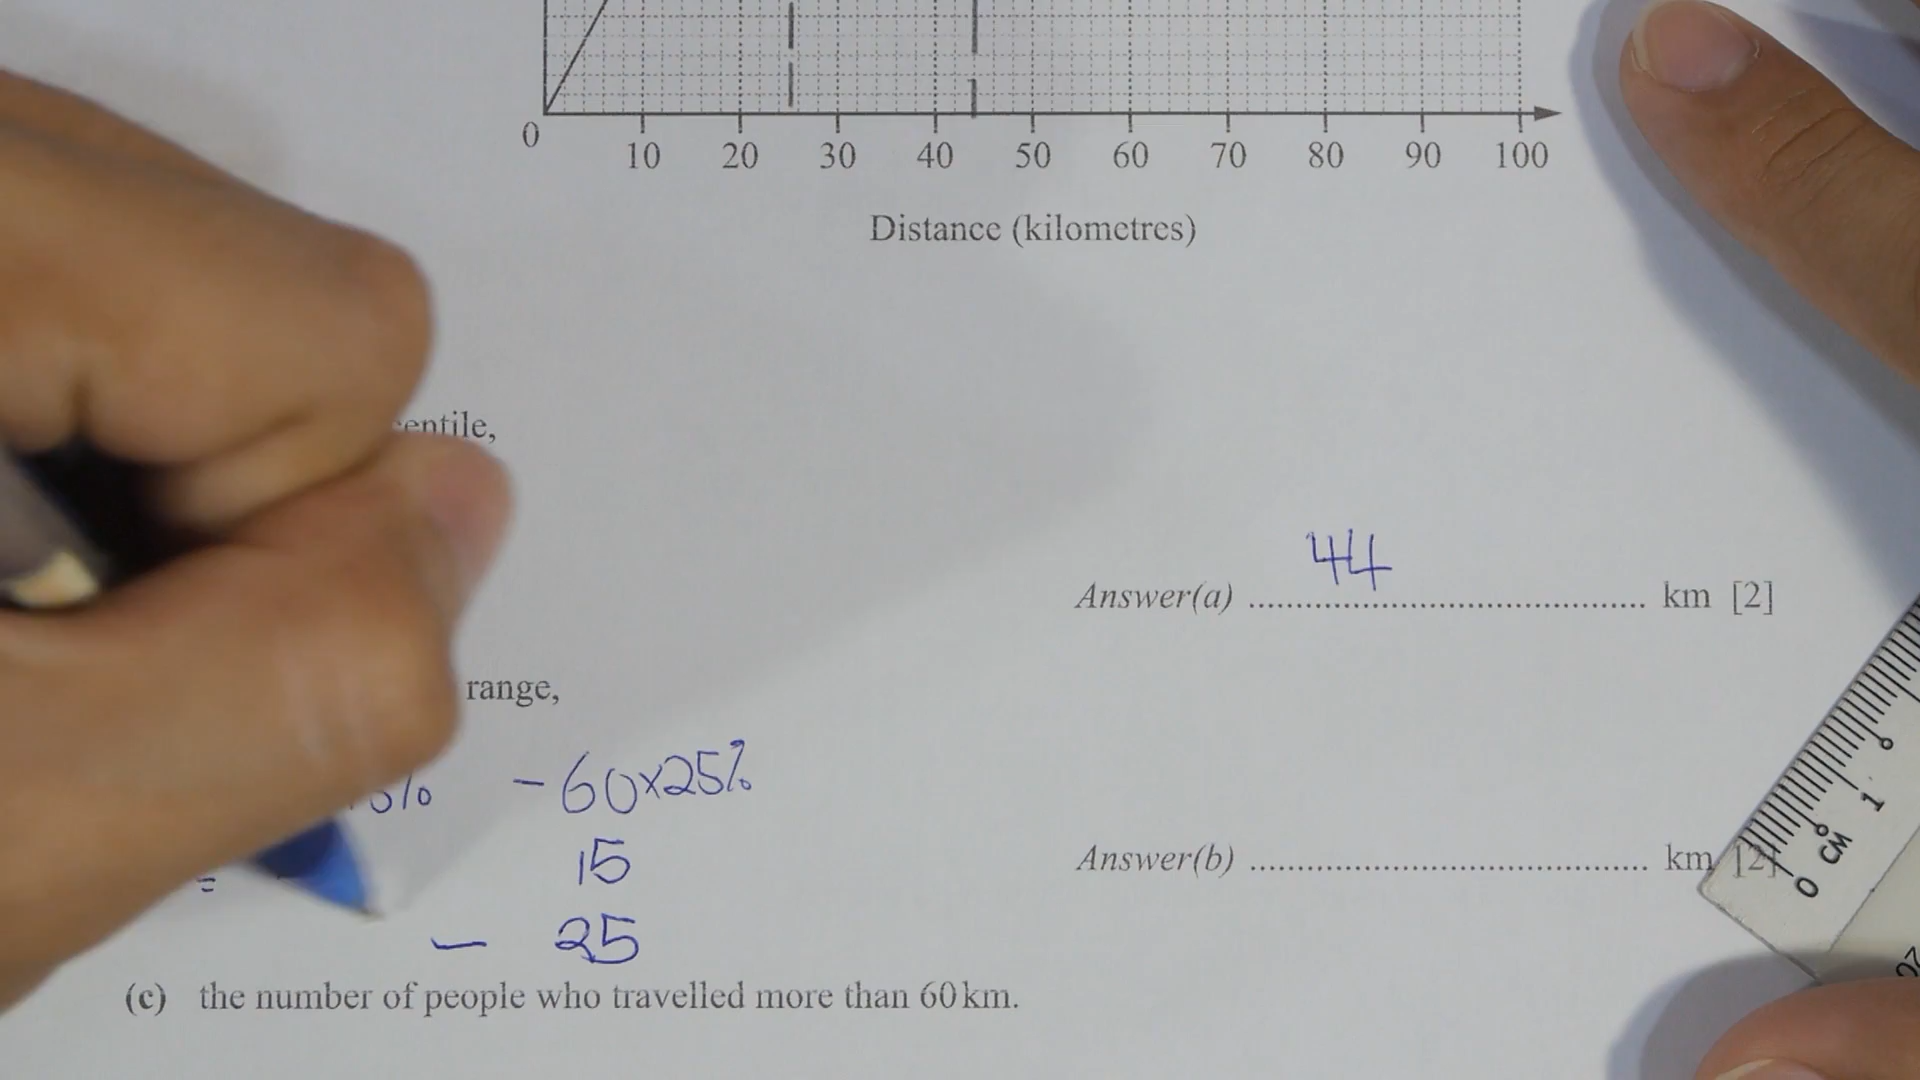 0
10 20 30 40 50 60 70 80 90 100
Distance (kilometres)
44
Answer(a) ........................................ km [2]
range,
- 60×25%
15
Answer(b) ........................................ km [2]
=
- 25
(c) the number of people who travelled more than 60 km.
0 CM 1